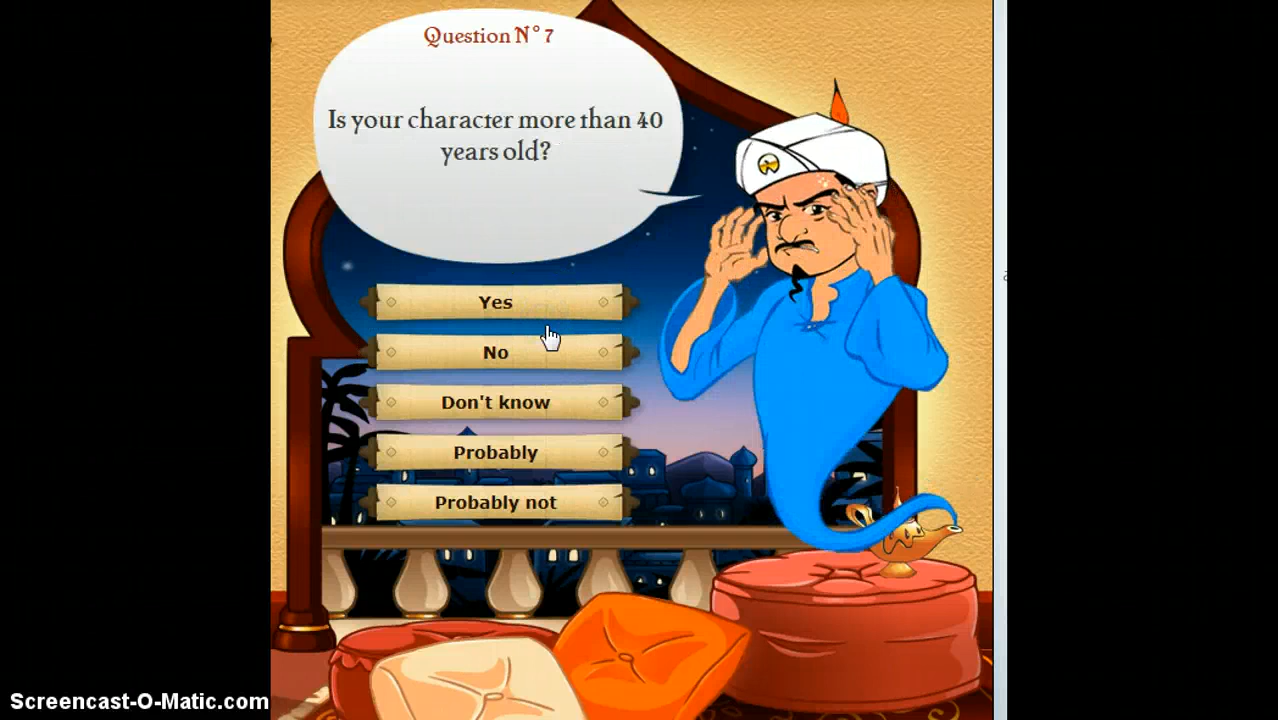 Question N° 7
Is your character more than 40
years old?
Yes
No
Don't know
Probably
Probably not
Screencast-O-Matic.com